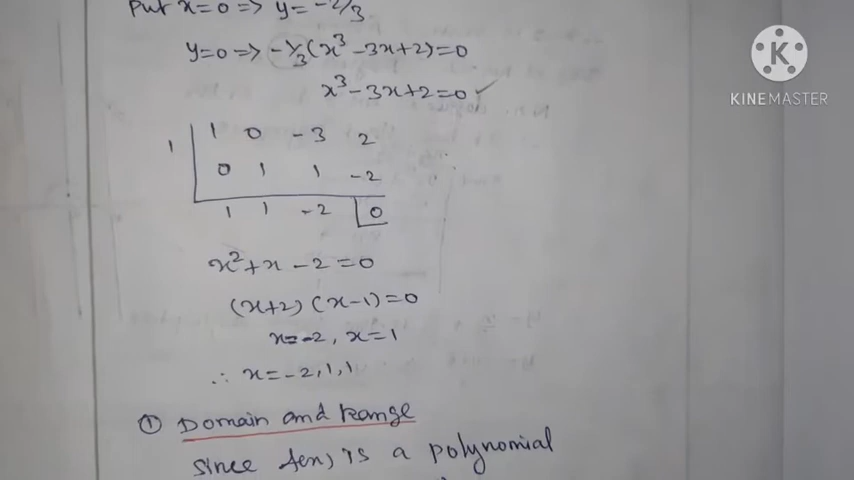 Put x=0 => y= -2/3
y=0 => -1/3(x³-3x+2)=0
x³-3x+2=0 ✓
1 | 1 0 -3 2
0 1 1 -2
1 1 -2 | 0
x²+x-2=0
(x+2) (x-1)=0
x=-2, x=1
∴ x=-2,1,1
① Domain and Range
Since f(x) is a polynomial
K
KINEMASTER